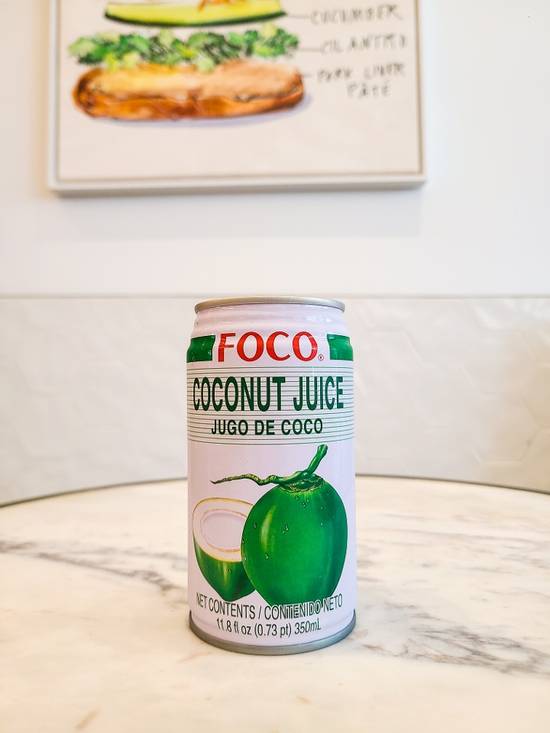 CUCUMBER
CILANTRO
PORK LIVER
PÂTÉ
FOCO®
COCONUT JUICE
JUGO DE COCO
NET CONTENTS / CONTENIDO NETO
11.8 fl oz (0.73 pt) 350mL